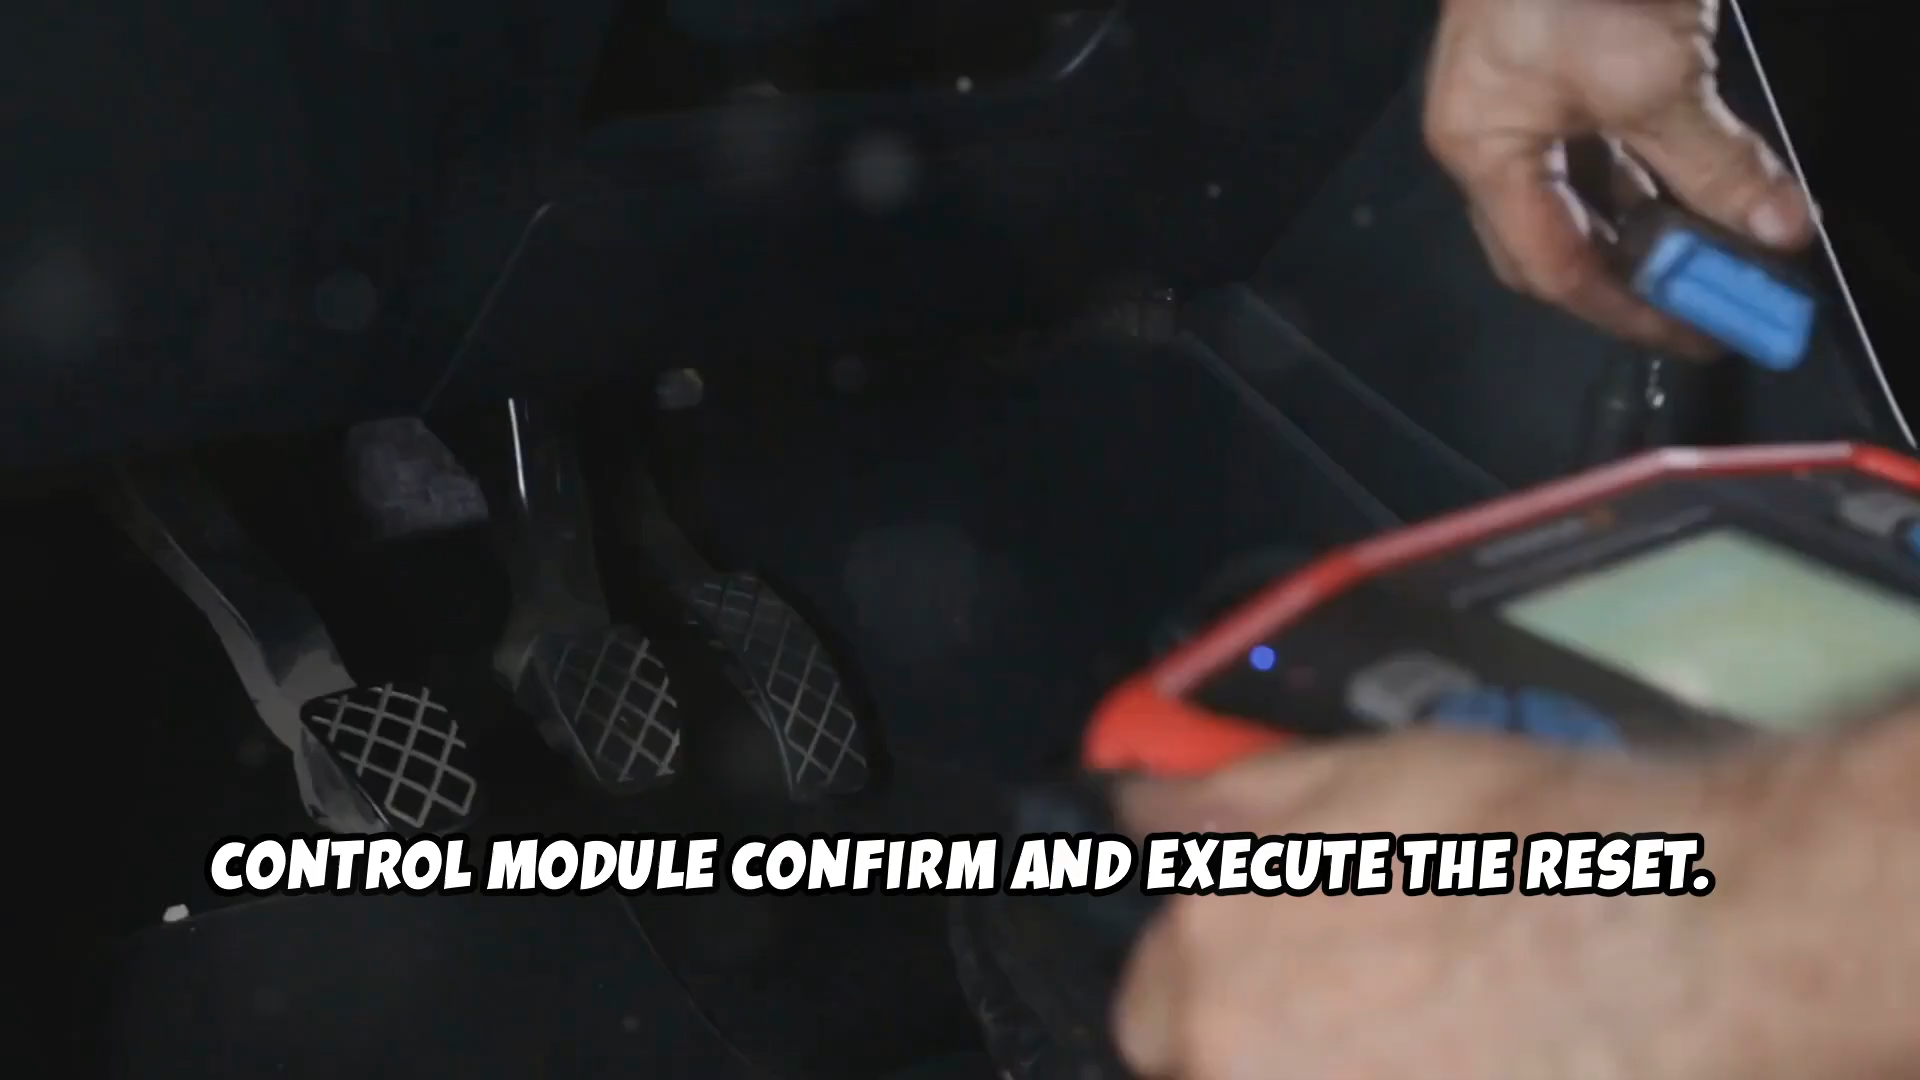 CONTROL MODULE CONFIRM AND EXECUTE THE RESET.